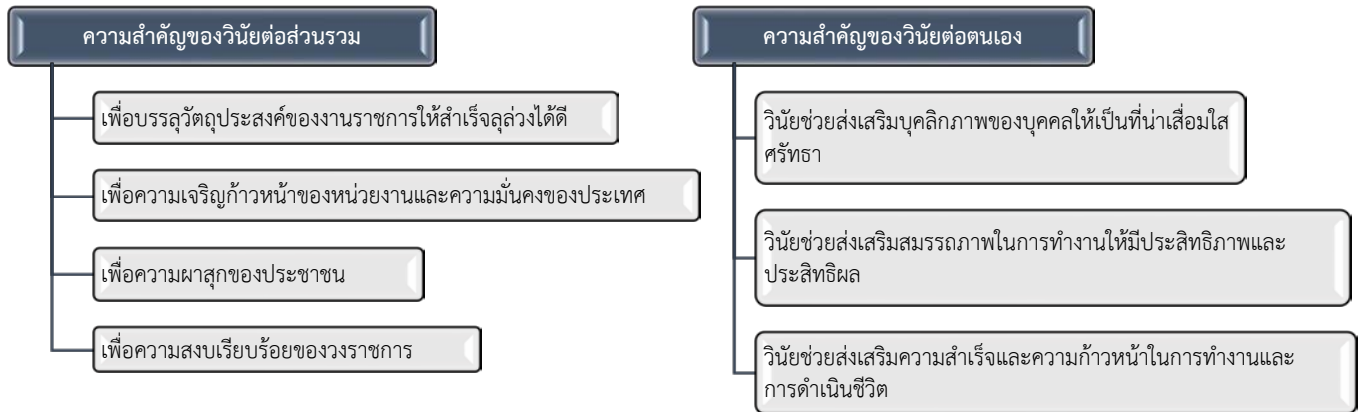 ความสำคัญของวินัยต่อส่วนรวม
เพื่อบรรลุวัตถุประสงค์ของงานราชการให้สำเร็จลุล่วงได้ดี
เพื่อความเจริญก้าวหน้าของหน่วยงานและความมั่นคงของประเทศ
เพื่อความผาสุกของประชาชน
เพื่อความสงบเรียบร้อยของวงราชการ
ความสำคัญของวินัยต่อตนเอง
วินัยช่วยส่งเสริมบุคลิกภาพของบุคคลให้เป็นที่น่าเสื่อมใส
ศรัทธา
วินัยช่วยส่งเสริมสมรรถภาพในการทำงานให้มีประสิทธิภาพและ
ประสิทธิผล
วินัยช่วยส่งเสริมความสำเร็จและความก้าวหน้าในการทำงานและ
การดำเนินชีวิต